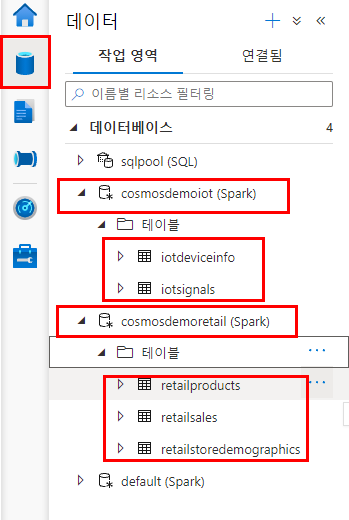 데이터
작업 영역 연결됨
이름별 리소스 필터링
데이터베이스 4
sqlpool (SQL)
cosmosdemoiot (Spark)
테이블
iotdeviceinfo
iotsignals
cosmosdemoretail (Spark)
테이블
retailproducts
retailsales
retailstoredemographics
default (Spark)